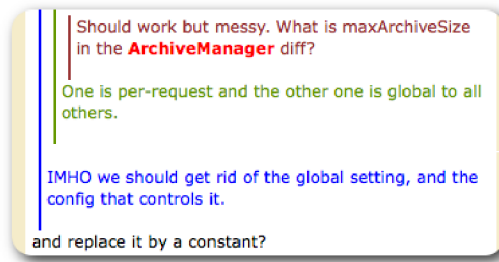 Should work but messy. What is maxArchiveSize
in the ArchiveManager diff?
One is per-request and the other one is global to all
others.
IMHO we should get rid of the global setting, and the
config that controls it.
and replace it by a constant?